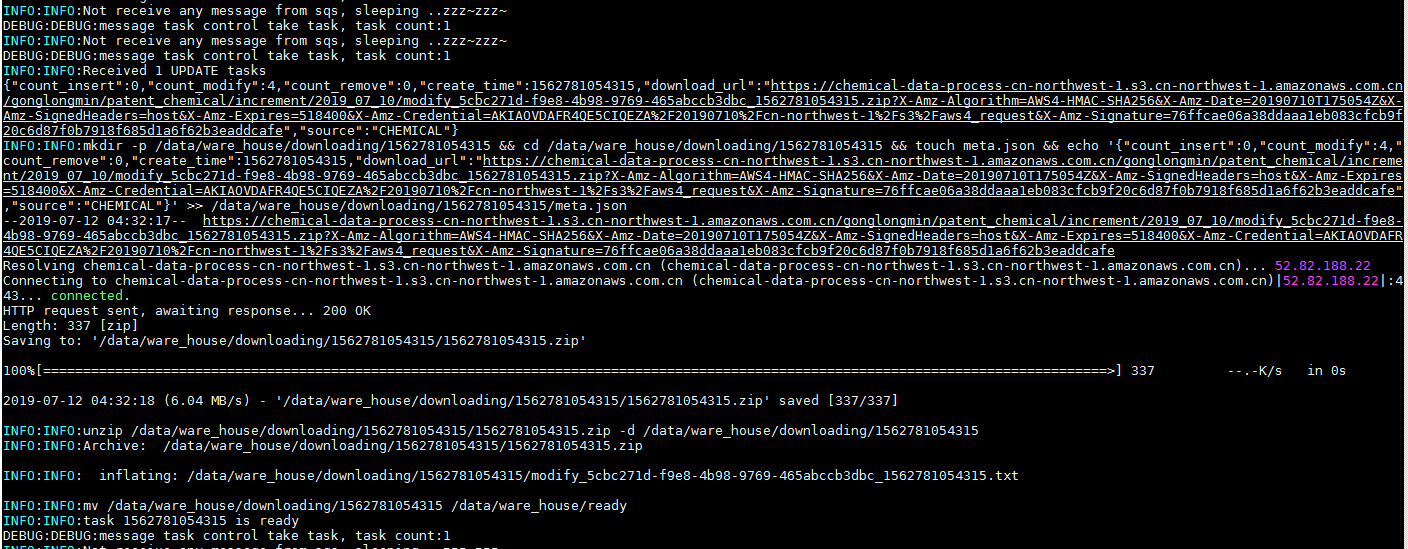 INFO:INFO:Not receive any message from sqs, sleeping ..zzz~zzz~
DEBUG:DEBUG:message task control take task, task count:1
INFO:INFO:Not receive any message from sqs, sleeping ..zzz~zzz~
DEBUG:DEBUG:message task control take task, task count:1
INFO:INFO:Received 1 UPDATE tasks
{"count_insert":0,"count_modify":4,"count_remove":0,"create_time":1562781054315,"download_url":"https://chemical-data-process-cn-northwest-1.s3.cn-northwest-1.amazonaws.com.cn
/gonglongmin/patent_chemical/increment/2019_07_10/modify_5cbc271d-f9e8-4b98-9769-465abccb3dbc_1562781054315.zip?X-Amz-Algorithm=AWS4-HMAC-SHA256&X-Amz-Date=20190710T175054Z&X-
Amz-SignedHeaders=host&X-Amz-Expires=518400&X-Amz-Credential=AKIAOVDAFR4QE5CIQEZA%2F20190710%2Fcn-northwest-1%2Fs3%2Faws4_request&X-Amz-Signature=76ffcae06a38ddaaa1eb083cfcb9f
20c6d87f0b7918f685d1a6f62b3eaddcafe","source":"CHEMICAL"}
INFO:INFO:mkdir -p /data/ware_house/downloading/1562781054315 && cd /data/ware_house/downloading/1562781054315 && touch meta.json && echo '{"count_insert":0,"count_modify":4,"
count_remove":0,"create_time":1562781054315,"download_url":"https://chemical-data-process-cn-northwest-1.s3.cn-northwest-1.amazonaws.com.cn/gonglongmin/patent_chemical/increme
nt/2019_07_10/modify_5cbc271d-f9e8-4b98-9769-465abccb3dbc_1562781054315.zip?X-Amz-Algorithm=AWS4-HMAC-SHA256&X-Amz-Date=20190710T175054Z&X-Amz-SignedHeaders=host&X-Amz-Expires
=518400&X-Amz-Credential=AKIAOVDAFR4QE5CIQEZA%2F20190710%2Fcn-northwest-1%2Fs3%2Faws4_request&X-Amz-Signature=76ffcae06a38ddaaa1eb083cfcb9f20c6d87f0b7918f685d1a6f62b3eaddcafe"
,"source":"CHEMICAL"}' >> /data/ware_house/downloading/1562781054315/meta.json
--2019-07-12 04:32:17--  https://chemical-data-process-cn-northwest-1.s3.cn-northwest-1.amazonaws.com.cn/gonglongmin/patent_chemical/increment/2019_07_10/modify_5cbc271d-f9e8-
4b98-9769-465abccb3dbc_1562781054315.zip?X-Amz-Algorithm=AWS4-HMAC-SHA256&X-Amz-Date=20190710T175054Z&X-Amz-SignedHeaders=host&X-Amz-Expires=518400&X-Amz-Credential=AKIAOVDAFR
4QE5CIQEZA%2F20190710%2Fcn-northwest-1%2Fs3%2Faws4_request&X-Amz-Signature=76ffcae06a38ddaaa1eb083cfcb9f20c6d87f0b7918f685d1a6f62b3eaddcafe
Resolving chemical-data-process-cn-northwest-1.s3.cn-northwest-1.amazonaws.com.cn (chemical-data-process-cn-northwest-1.s3.cn-northwest-1.amazonaws.com.cn)... 52.82.188.22
Connecting to chemical-data-process-cn-northwest-1.s3.cn-northwest-1.amazonaws.com.cn (chemical-data-process-cn-northwest-1.s3.cn-northwest-1.amazonaws.com.cn)|52.82.188.22|:4
43... connected.
HTTP request sent, awaiting response... 200 OK
Length: 337 [zip]
Saving to: '/data/ware_house/downloading/1562781054315/1562781054315.zip'
100%[======================================================================================================================================>] 337         --.-K/s   in 0s
2019-07-12 04:32:18 (6.04 MB/s) - '/data/ware_house/downloading/1562781054315/1562781054315.zip' saved [337/337]
INFO:INFO:unzip /data/ware_house/downloading/1562781054315/1562781054315.zip -d /data/ware_house/downloading/1562781054315
INFO:INFO:Archive:  /data/ware_house/downloading/1562781054315/1562781054315.zip
INFO:INFO:  inflating: /data/ware_house/downloading/1562781054315/modify_5cbc271d-f9e8-4b98-9769-465abccb3dbc_1562781054315.txt
INFO:INFO:mv /data/ware_house/downloading/1562781054315 /data/ware_house/ready
INFO:INFO:task 1562781054315 is ready
DEBUG:DEBUG:message task control take task, task count:1
INFO:INFO:Not receive any message from sqs, sleeping ..zzz~zzz~